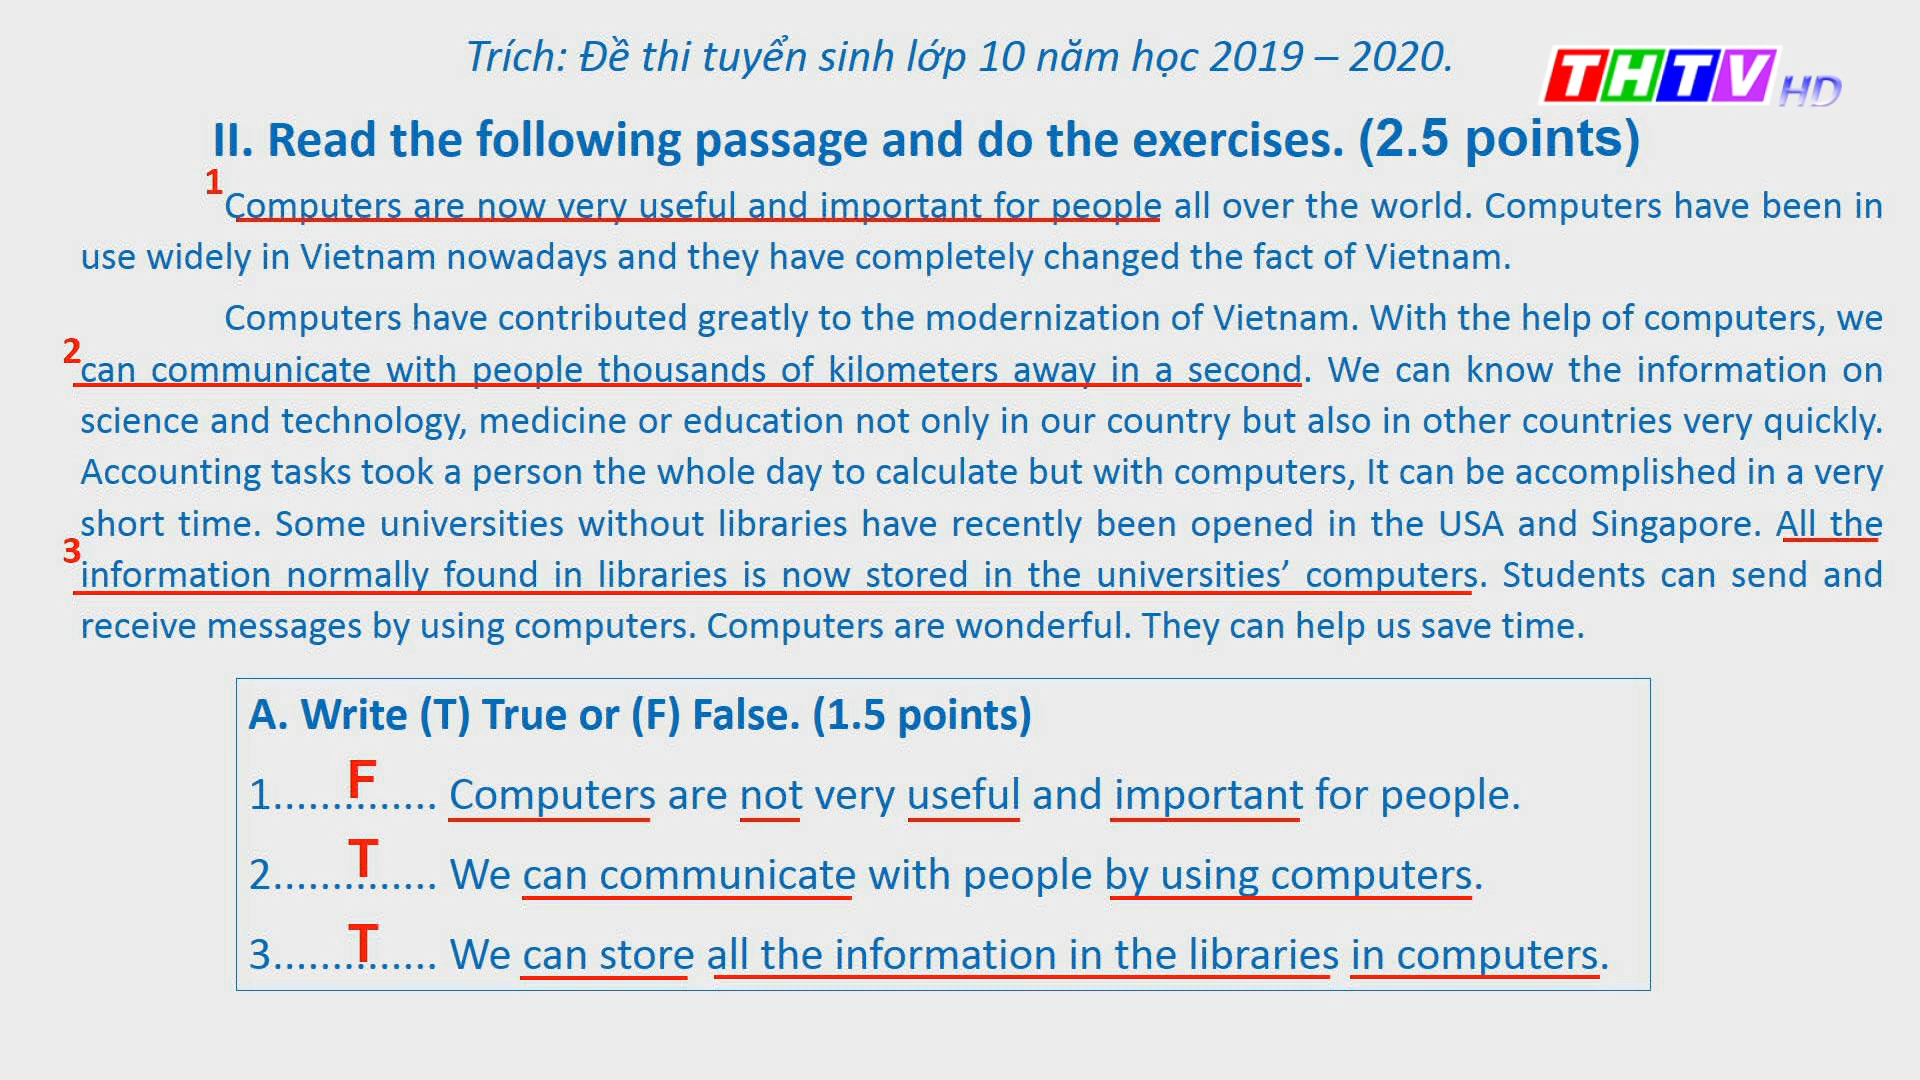 Trích: Đề thi tuyển sinh lớp 10 năm học 2019 – 2020.
THTV HD
II. Read the following passage and do the exercises. (2.5 points)
1
Computers are now very useful and important for people all over the world. Computers have been in
use widely in Vietnam nowadays and they have completely changed the fact of Vietnam.
Computers have contributed greatly to the modernization of Vietnam. With the help of computers, we
2
can communicate with people thousands of kilometers away in a second. We can know the information on
science and technology, medicine or education not only in our country but also in other countries very quickly.
Accounting tasks took a person the whole day to calculate but with computers, It can be accomplished in a very
short time. Some universities without libraries have recently been opened in the USA and Singapore. All the
3
information normally found in libraries is now stored in the universities’ computers. Students can send and
receive messages by using computers. Computers are wonderful. They can help us save time.
A. Write (T) True or (F) False. (1.5 points)
1......F........ Computers are not very useful and important for people.
2......T........ We can communicate with people by using computers.
3......T........ We can store all the information in the libraries in computers.